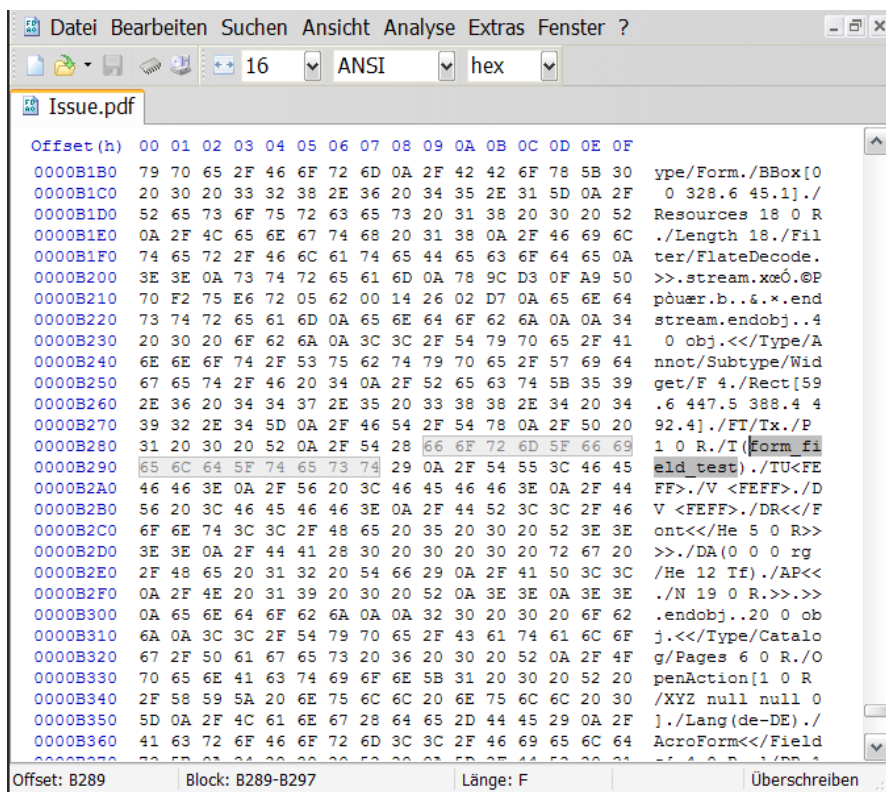 Datei Bearbeiten Suchen Ansicht Analyse Extras Fenster ?
16 ANSI hex
Issue.pdf
Offset(h) 00 01 02 03 04 05 06 07 08 09 0A 0B 0C 0D 0E 0F
0000B1B0 79 70 65 2F 46 6F 72 6D 0A 2F 42 42 6F 78 5B 30 ype/Form./BBox[0
0000B1C0 20 30 20 33 32 38 2E 36 20 34 35 2E 31 5D 0A 2F  0 328.6 45.1]./
0000B1D0 52 65 73 6F 75 72 63 65 73 20 31 38 20 30 20 52 Resources 18 0 R
0000B1E0 0A 2F 4C 65 6E 67 74 68 20 31 38 0A 2F 46 69 6C ./Length 18./Fil
0000B1F0 74 65 72 2F 46 6C 61 74 65 44 65 63 6F 64 65 0A ter/FlateDecode.
0000B200 3E 3E 0A 73 74 72 65 61 6D 0A 78 9C D3 0F A9 50 >>.stream.xœÓ.©P
0000B210 70 F2 75 E6 72 05 62 00 14 26 02 D7 0A 65 6E 64 pòuær.b..&.×.end
0000B220 73 74 72 65 61 6D 0A 65 6E 64 6F 62 6A 0A 0A 34 stream.endobj..4
0000B230 20 30 20 6F 62 6A 0A 3C 3C 2F 54 79 70 65 2F 41  0 obj.<</Type/A
0000B240 6E 6E 6F 74 2F 53 75 62 74 79 70 65 2F 57 69 64 nnot/Subtype/Wid
0000B250 67 65 74 2F 46 20 34 0A 2F 52 65 63 74 5B 35 39 get/F 4./Rect[59
0000B260 2E 36 20 34 34 37 2E 35 20 33 38 38 2E 34 20 34 .6 447.5 388.4 4
0000B270 39 32 2E 34 5D 0A 2F 46 54 2F 54 78 0A 2F 50 20 92.4]./FT/Tx./P
0000B280 31 20 30 20 52 0A 2F 54 28 66 6F 72 6D 5F 66 69 1 0 R./T(form_fi
0000B290 65 6C 64 5F 74 65 73 74 29 0A 2F 54 55 3C 46 45 eld_test)./TU<FE
0000B2A0 46 46 3E 0A 2F 56 20 3C 46 45 46 46 3E 0A 2F 44 FF>./V <FEFF>./D
0000B2B0 56 20 3C 46 45 46 46 3E 0A 2F 44 52 3C 3C 2F 46 V <FEFF>./DR<</F
0000B2C0 6F 6E 74 3C 3C 2F 48 65 20 35 20 30 20 52 3E 3E ont<</He 5 0 R>>
0000B2D0 3E 3E 0A 2F 44 41 28 30 20 30 20 30 20 72 67 20 >>./DA(0 0 0 rg
0000B2E0 2F 48 65 20 31 32 20 54 66 29 0A 2F 41 50 3C 3C /He 12 Tf)./AP<<
0000B2F0 0A 2F 4E 20 31 39 20 30 20 52 0A 3E 3E 0A 3E 3E ./N 19 0 R.>>.>>
0000B300 0A 65 6E 64 6F 62 6A 0A 0A 32 30 20 30 20 6F 62 .endobj..20 0 ob
0000B310 6A 0A 3C 3C 2F 54 79 70 65 2F 43 61 74 61 6C 6F j.<</Type/Catalo
0000B320 67 2F 50 61 67 65 73 20 36 20 30 20 52 0A 2F 4F g/Pages 6 0 R./O
0000B330 70 65 6E 41 63 74 69 6F 6E 5B 31 20 30 20 52 20 penAction[1 0 R
0000B340 2F 58 59 5A 20 6E 75 6C 6C 20 6E 75 6C 6C 20 30 /XYZ null null 0
0000B350 5D 0A 2F 4C 61 6E 67 28 64 65 2D 44 45 29 0A 2F ]./Lang(de-DE)./
0000B360 41 63 72 6F 46 6F 72 6D 3C 3C 2F 46 69 65 6C 64 AcroForm<</Field
Offset: B289 Block: B289-B297 Länge: F Überschreiben